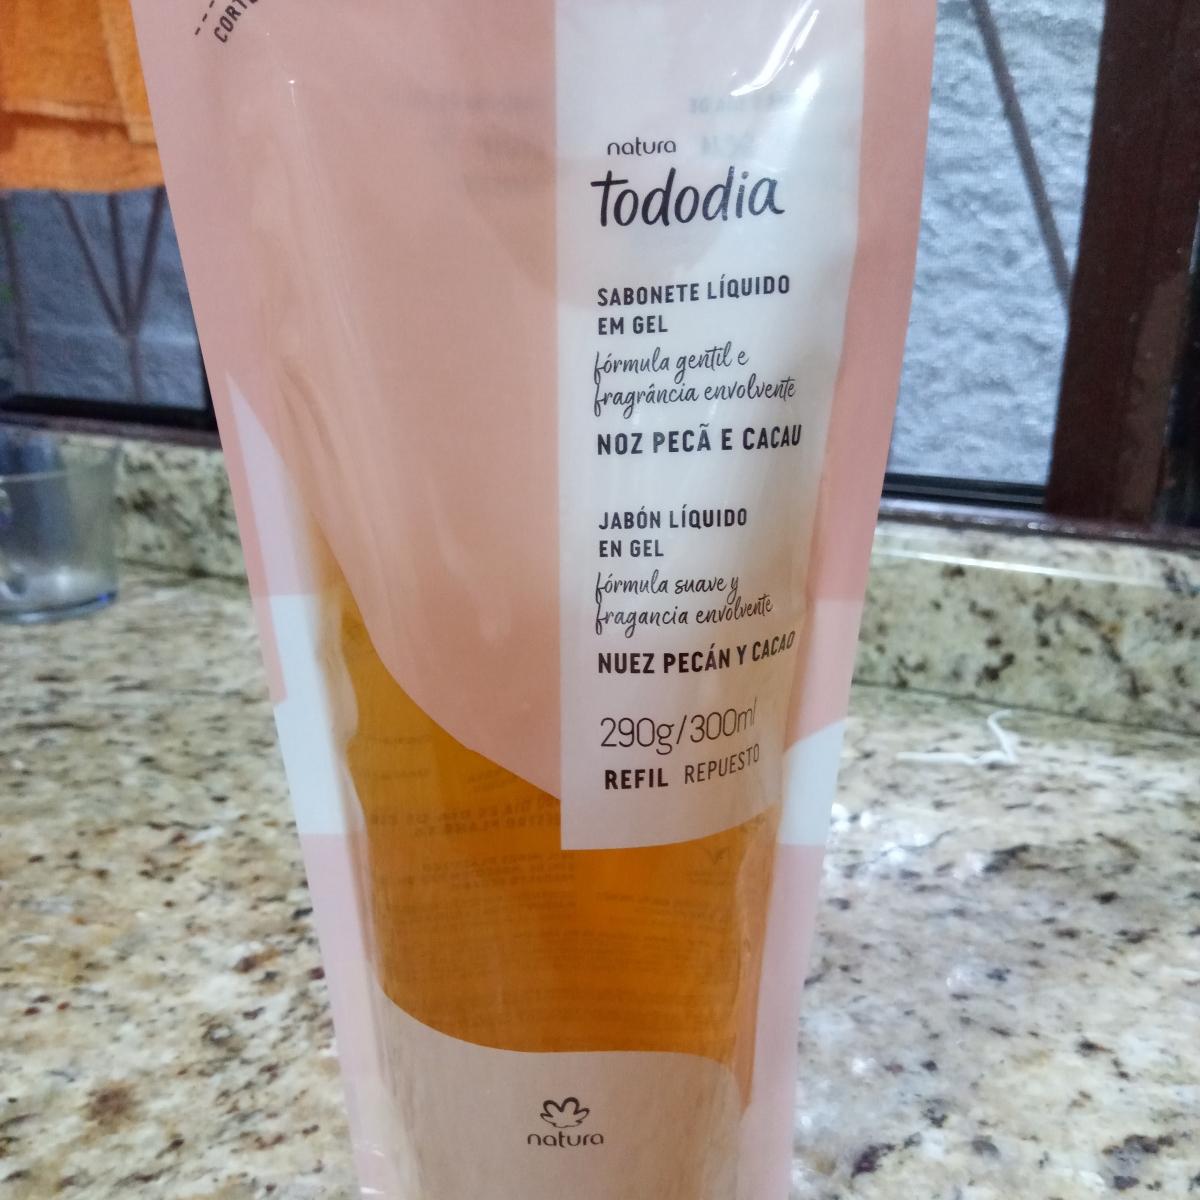 CORTE
natura
tododia
SABONETE LÍQUIDO
EM GEL
fórmula gentil e
fragrância envolvente
NOZ PECÃ E CACAU
JABÓN LÍQUIDO
EN GEL
fórmula suave y
fragancia envolvente
NUEZ PECÁN Y CACAO
290g/300ml
REFIL REPUESTO
natura